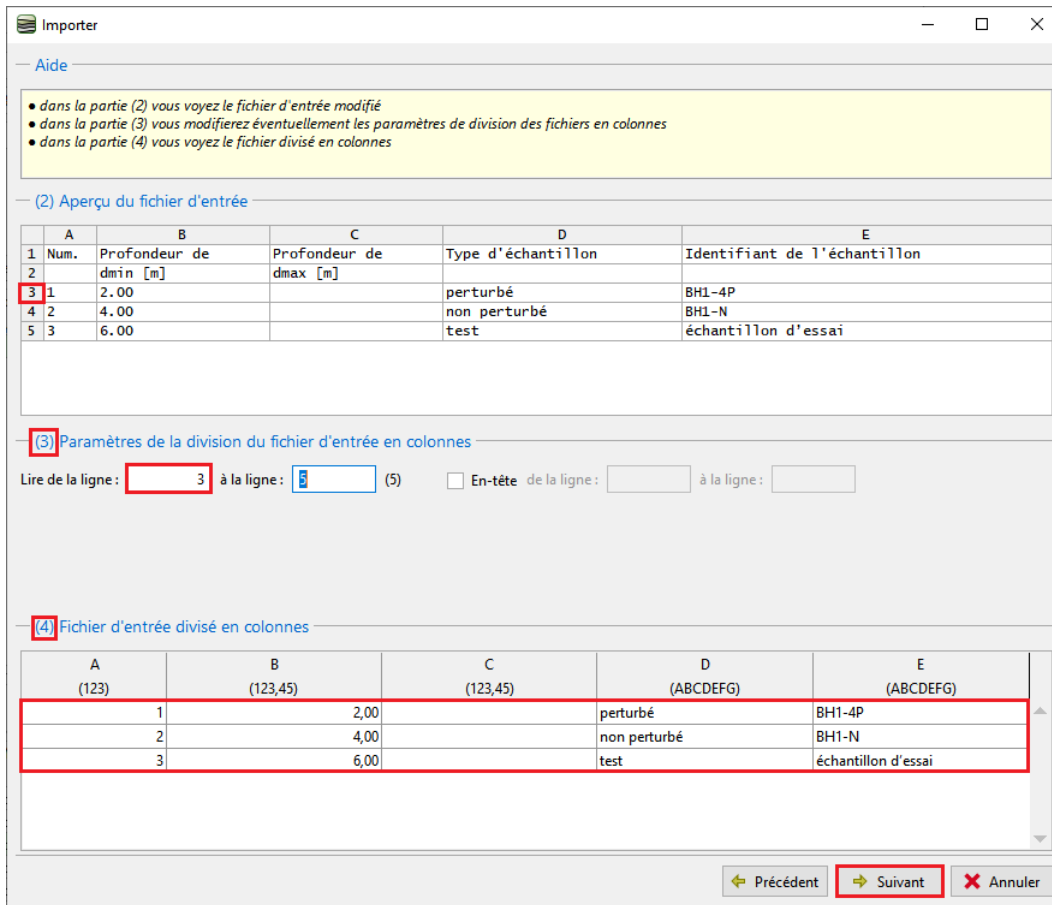 Importer
Aide
• dans la partie (2) vous voyez le fichier d'entrée modifié
• dans la partie (3) vous modifierez éventuellement les paramètres de division des fichiers en colonnes
• dans la partie (4) vous voyez le fichier divisé en colonnes
(2) Aperçu du fichier d'entrée
A B C D E
1 Num. Profondeur de Profondeur de Type d'échantillon Identifiant de l'échantillon
2 dmin [m] dmax [m]
3 1 2.00 perturbé BH1-4P
4 2 4.00 non perturbé BH1-N
5 3 6.00 test échantillon d'essai
(3) Paramètres de la division du fichier d'entrée en colonnes
Lire de la ligne : 3 à la ligne : 5 (5) En-tête de la ligne : à la ligne :
(4) Fichier d'entrée divisé en colonnes
A B C D E
(123) (123,45) (123,45) (ABCDEFG) (ABCDEFG)
1 2,00 perturbé BH1-4P
2 4,00 non perturbé BH1-N
3 6,00 test échantillon d'essai
Précédent Suivant Annuler